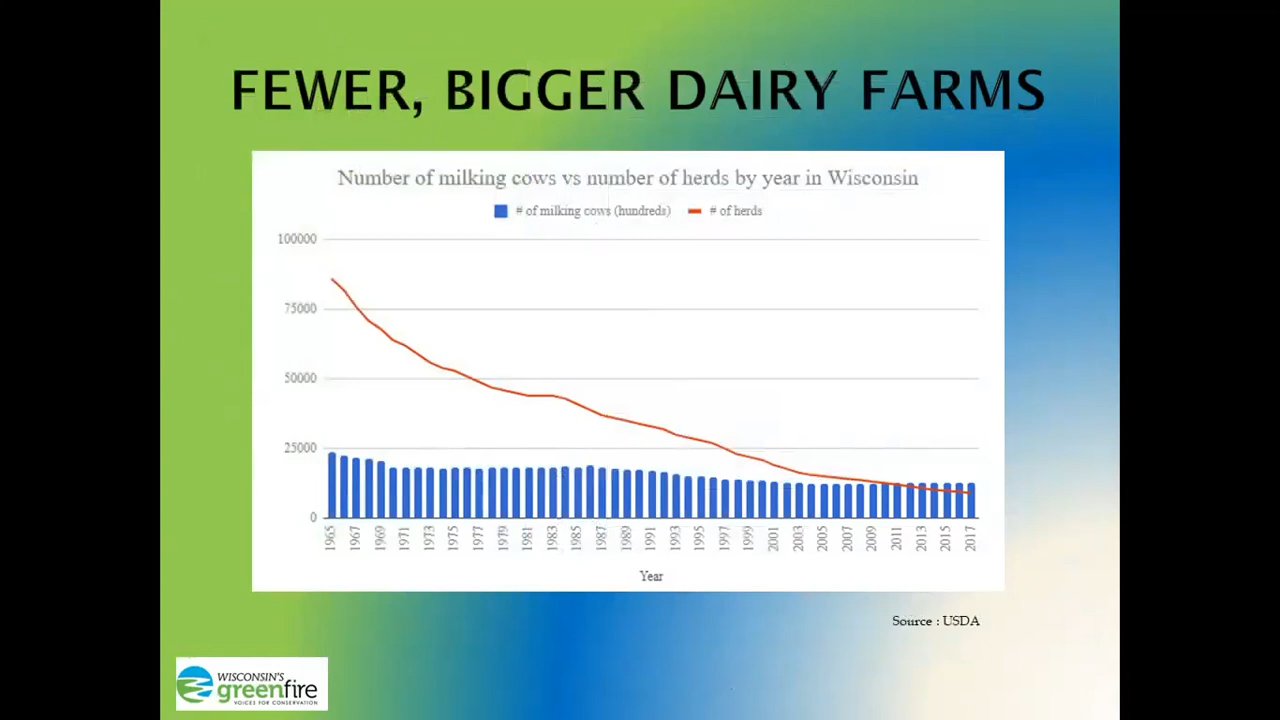 FEWER, BIGGER DAIRY FARMS
Number of milking cows vs number of herds by year in Wisconsin
# of milking cows (hundreds) # of herds
100000
75000
50000
25000
0
1965 1967 1969 1971 1973 1975 1977 1979 1981 1983 1985 1987 1989 1991 1993 1995 1997 1999 2001 2003 2005 2007 2009 2011 2013 2015 2017
Year
Source : USDA
WISCONSIN'S
greenfire
VOICES FOR CONSERVATION